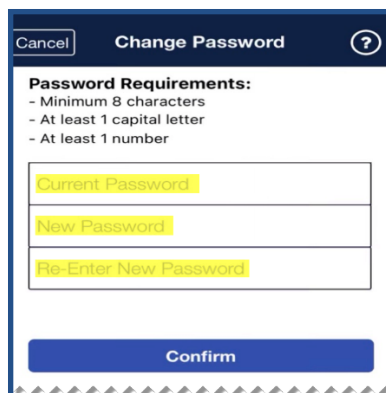 Cancel Change Password ?
Password Requirements:
- Minimum 8 characters
- At least 1 capital letter
- At least 1 number
Current Password
New Password
Re-Enter New Password
Confirm